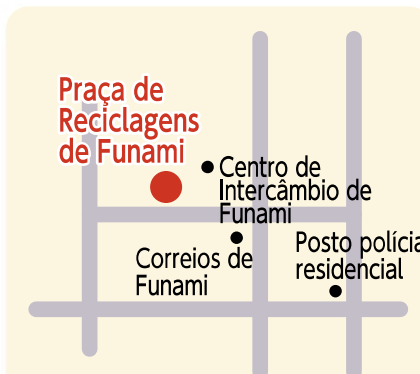 Praça de
Reciclagens
de Funami
Centro de
Intercâmbio de
Funami
Correios de
Funami
Posto polícia
residencial